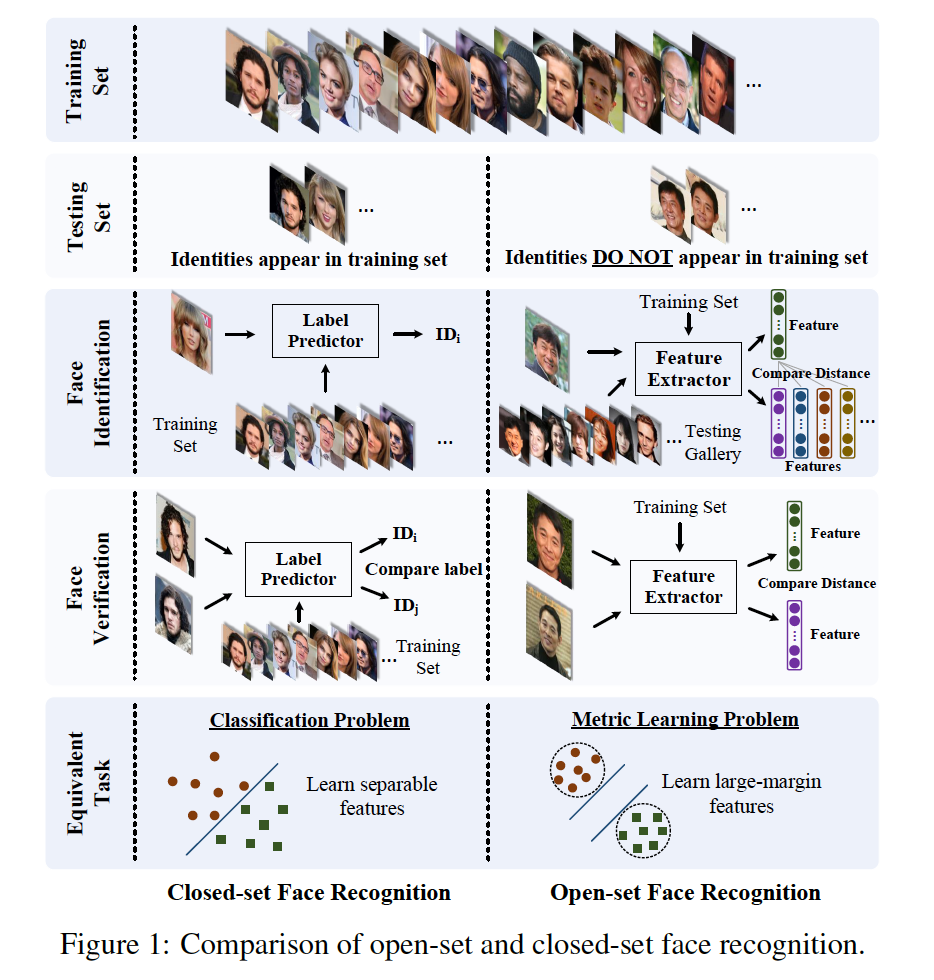 Training
Set
...
Testing
Set
...
Identities appear in training set
...
Identities DO NOT appear in training set
Face
Identification
Label
Predictor
IDi
Training
Set
...
Training Set
Feature
Extractor
Feature
Compare Distance
...
Testing
Gallery
...
Features
Face
Verification
Label
Predictor
IDi
Compare label
IDj
...
Training
Set
Training Set
Feature
Extractor
Feature
Compare Distance
Feature
Equivalent
Task
Classification Problem
Learn separable
features
Metric Learning Problem
Learn large-margin
features
Closed-set Face Recognition
Open-set Face Recognition
Figure 1: Comparison of open-set and closed-set face recognition.